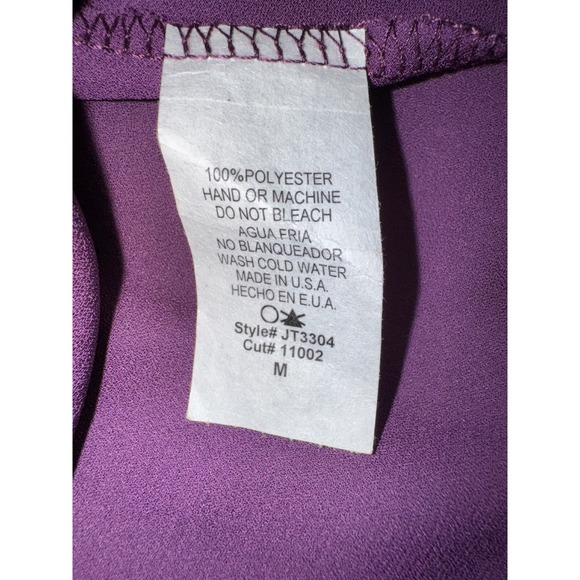 100%POLYESTER
HAND OR MACHINE
DO NOT BLEACH
AGUA FRIA
NO BLANQUEADOR
WASH COLD WATER
MADE IN U.S.A.
HECHO EN E.U.A.
Style# JT3304
Cut# 11002
M